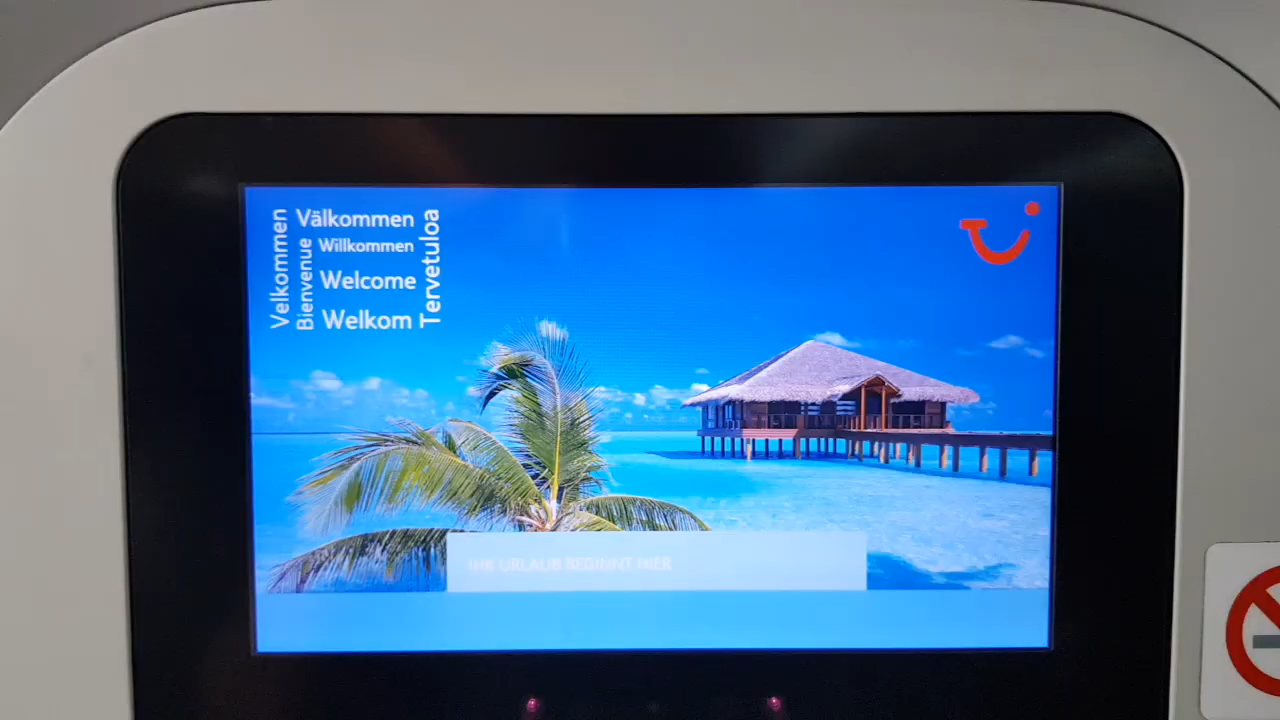 Velkommen
Bienvenue
Välkommen
Willkommen
Welcome
Welkom
Tervetuloa
IHR URLAUB BEGINNT HIER